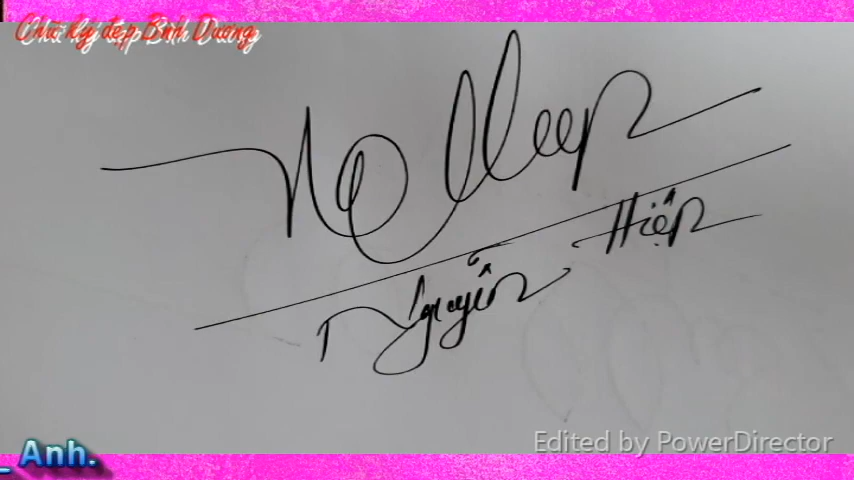 Chữ ký đẹp Bình Dương
Nguyễn Hiệp
Edited by PowerDirector
_ Anh.